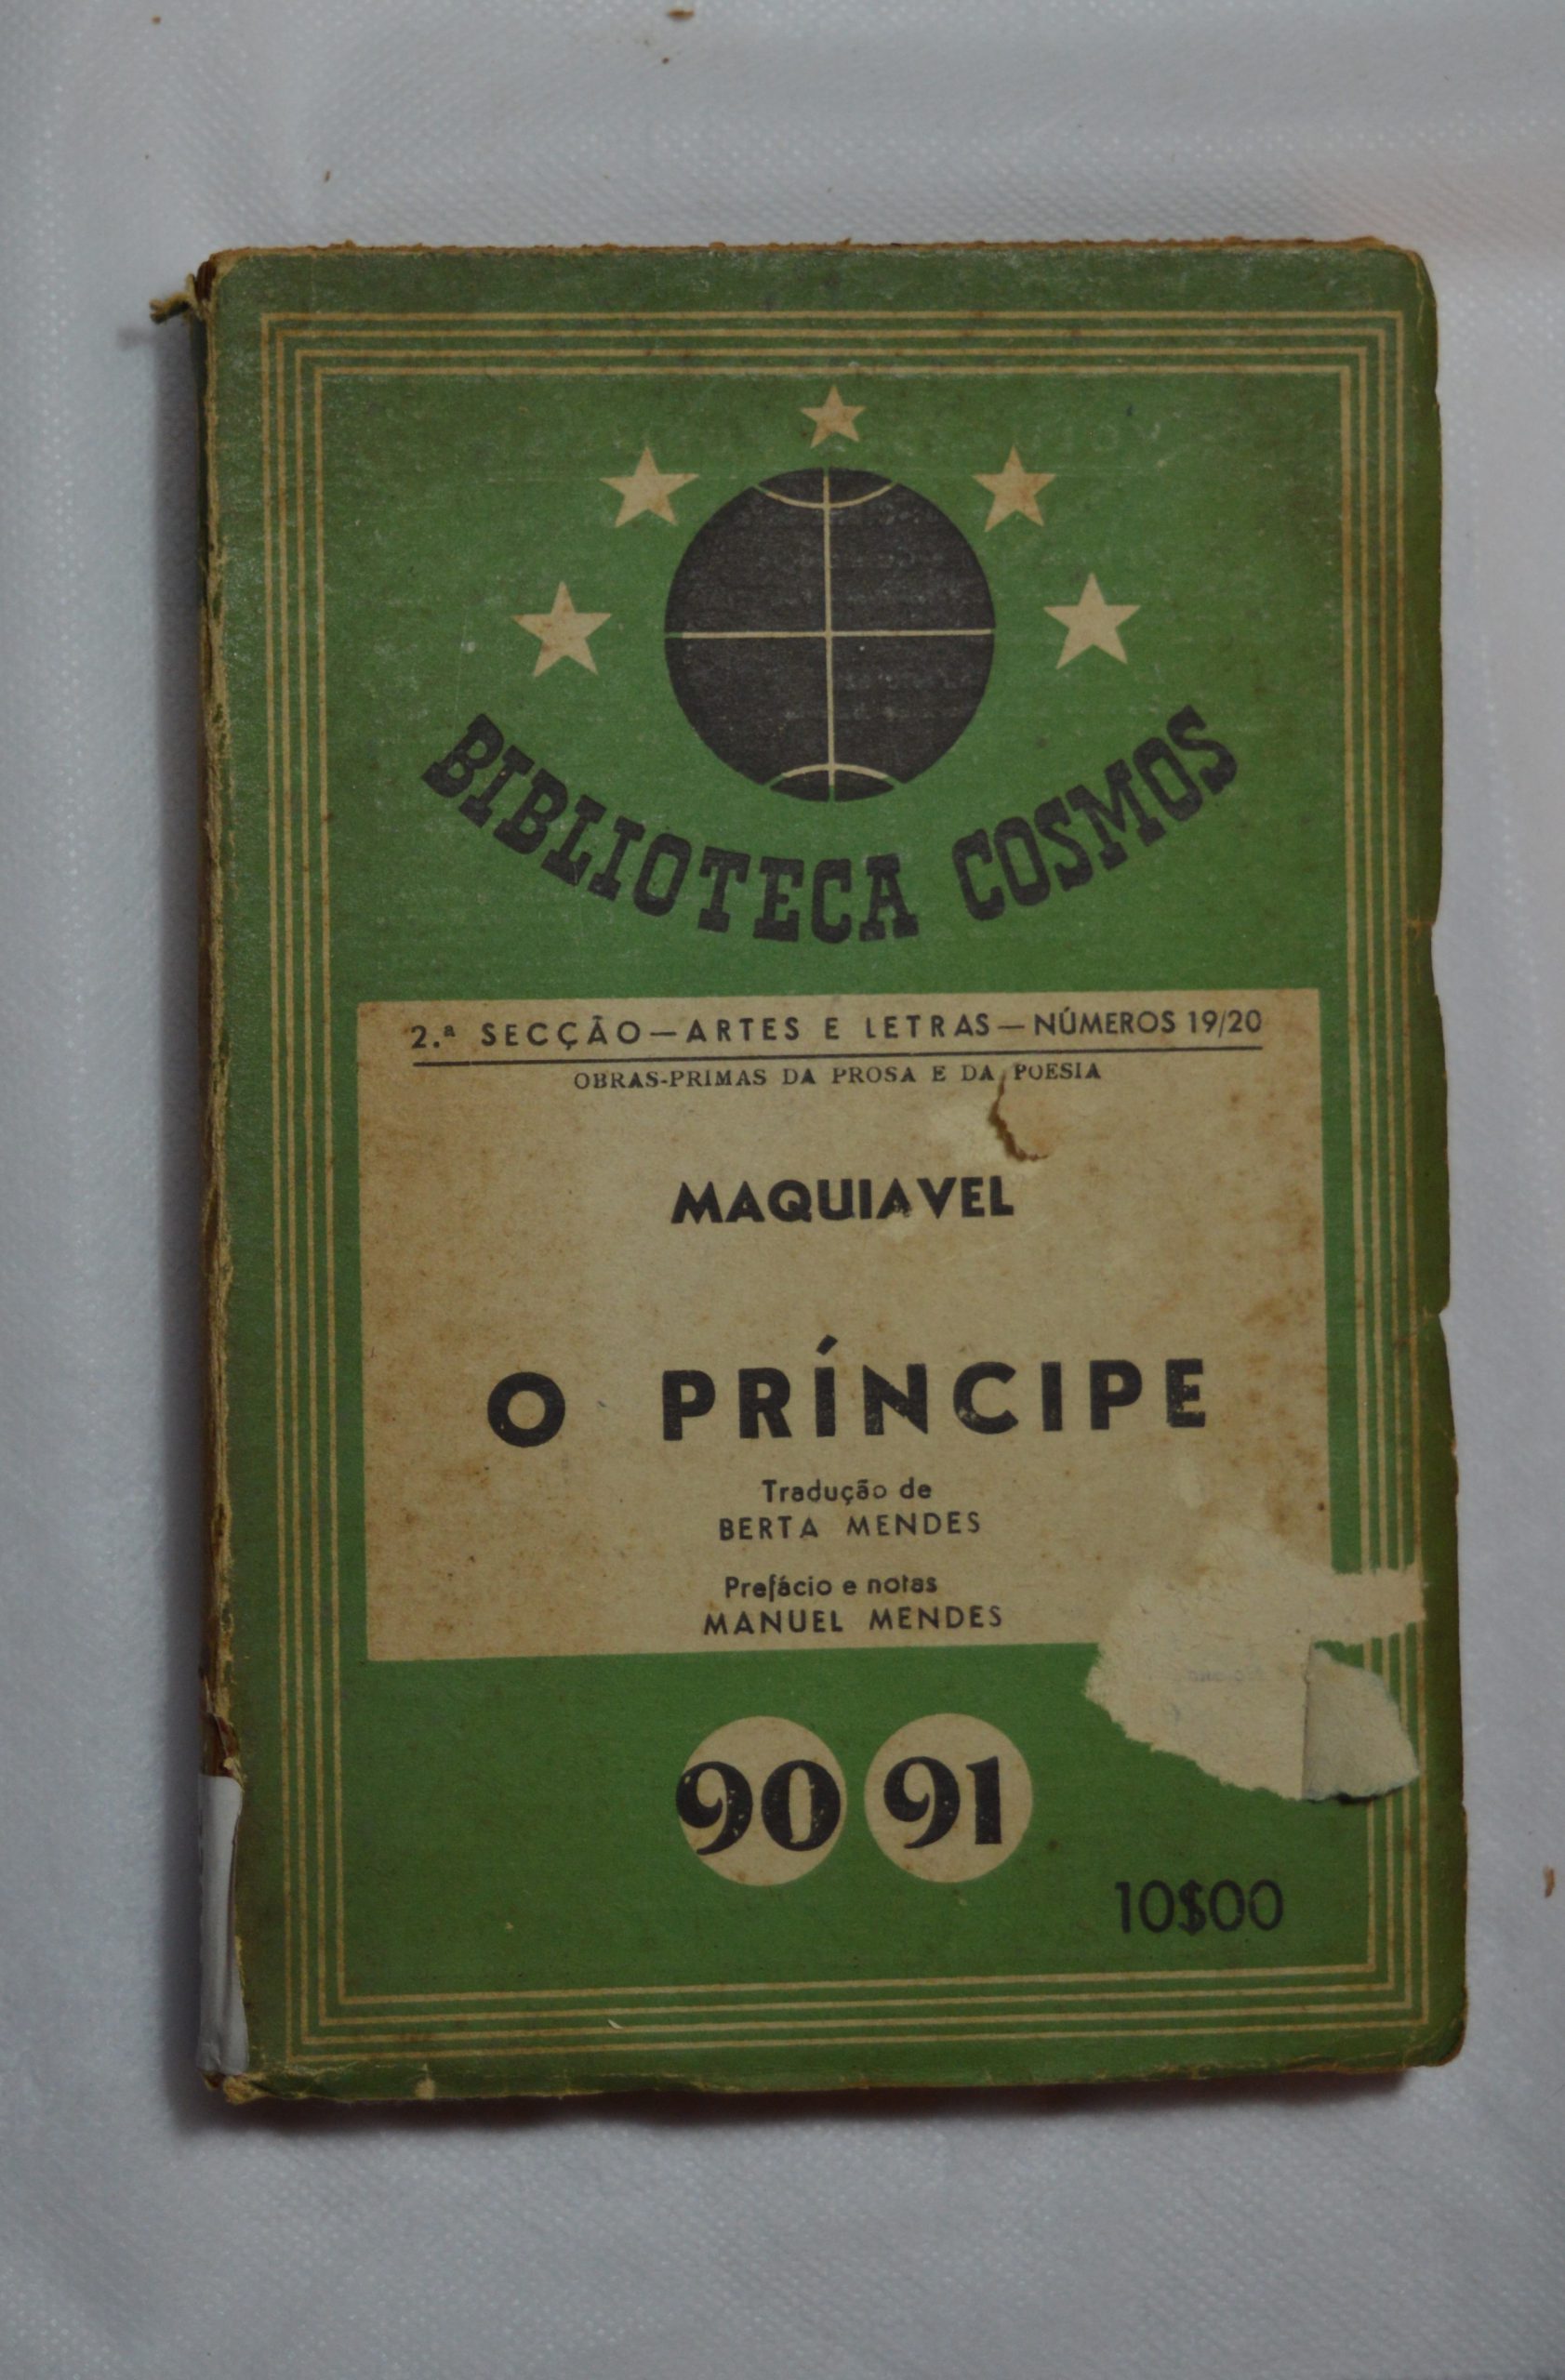 BIBLIOTECA COSMOS
2.ª SECÇÃO—ARTES E LETRAS—NÚMEROS 19/20
OBRAS-PRIMAS DA PROSA E DA POESIA
MAQUIAVEL
O PRÍNCIPE
Tradução de
BERTA MENDES
Prefácio e notas
MANUEL MENDES
90 91
10$00